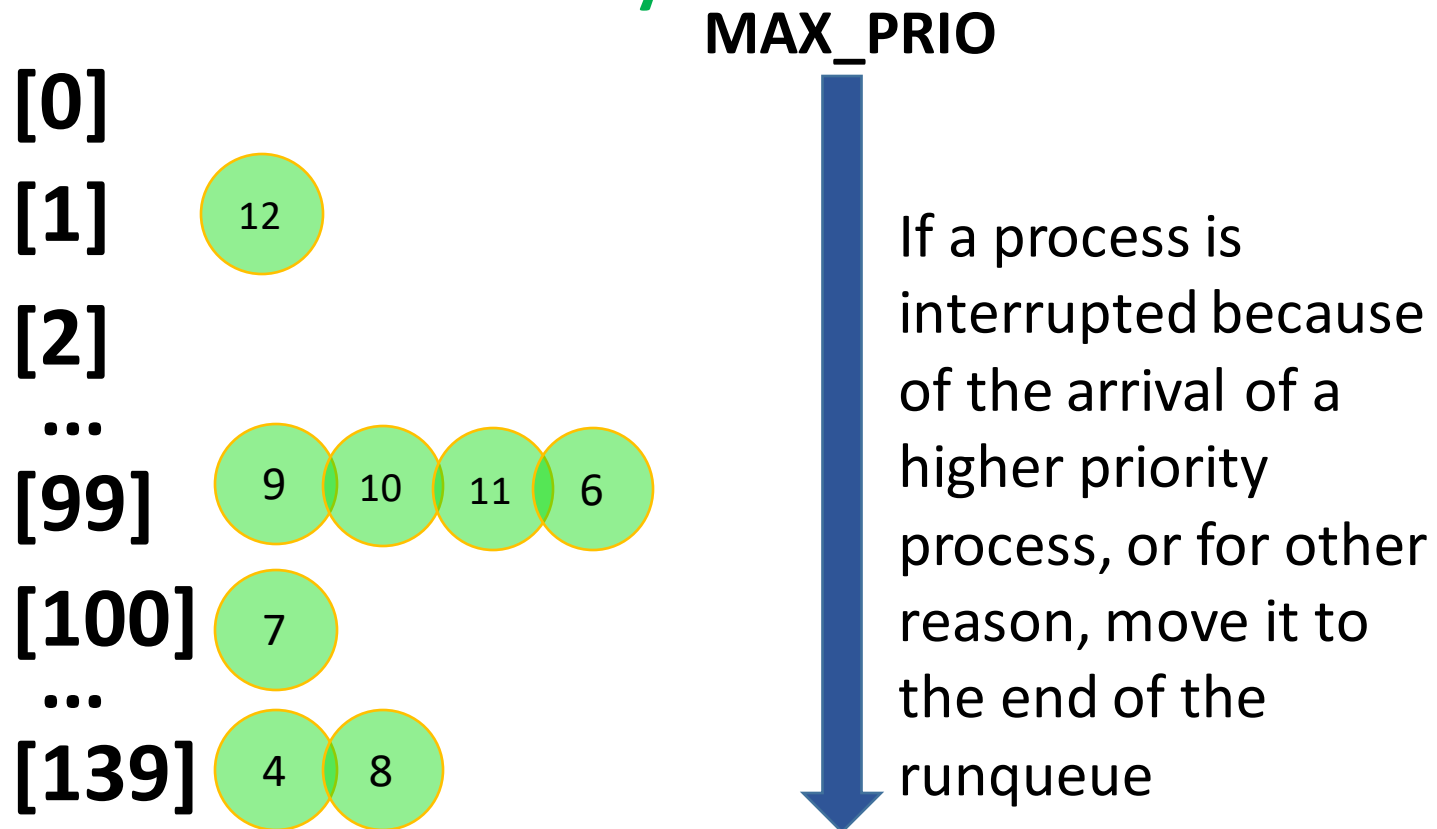 MAX_PRIO
[0]
[1] 12
[2]
...
[99] 9 10 11 6
[100] 7
...
[139] 4 8
If a process is
interrupted because
of the arrival of a
higher priority
process, or for other
reason, move it to
the end of the
runqueue